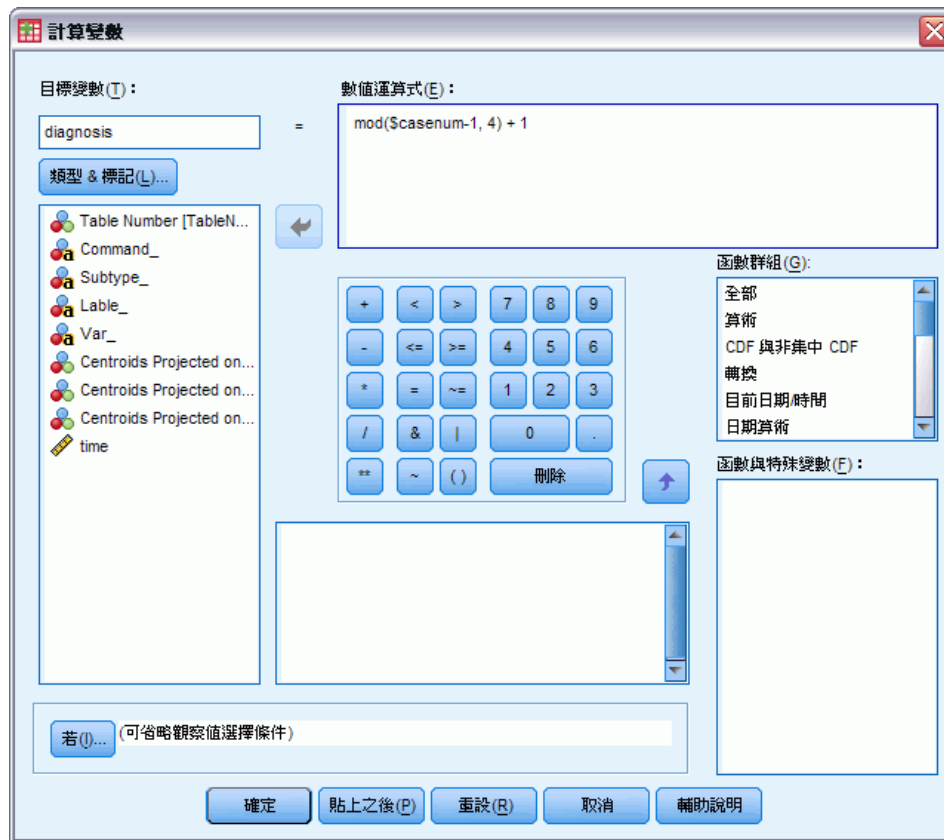 計算變數
目標變數(T)：
diagnosis
=
數值運算式(E)：
mod($casenum-1, 4) + 1
類型 & 標記(L)...
Table Number [TableN...
Command_
Subtype_
Lable_
Var_
Centroids Projected on...
Centroids Projected on...
Centroids Projected on...
time
+ < > 7 8 9
- <= >= 4 5 6
* = ~= 1 2 3
/ & | 0 .
** ~ ( ) 刪除
函數群組(G):
全部
算術
CDF 與非集中 CDF
轉換
目前日期/時間
日期算術
函數與特殊變數(F)：
若(I)... (可省略觀察值選擇條件)
確定 貼上之後(P) 重設(R) 取消 輔助說明